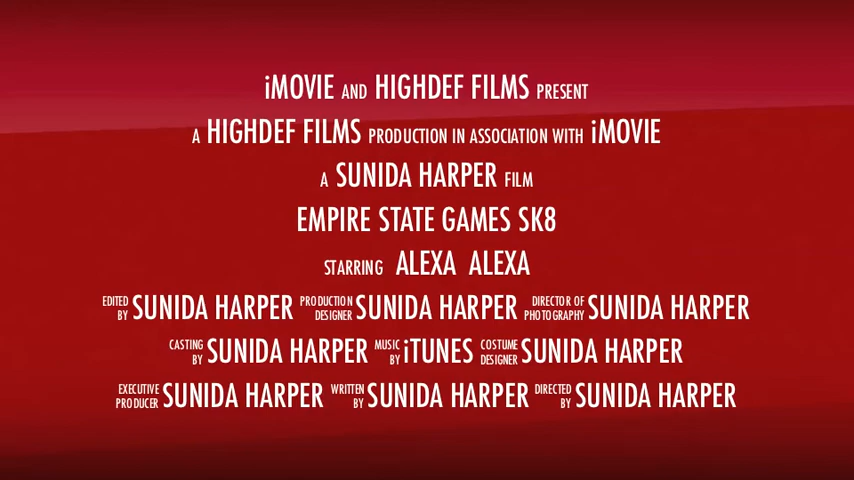 iMOVIE AND HIGHDEF FILMS PRESENT
A HIGHDEF FILMS PRODUCTION IN ASSOCIATION WITH iMOVIE
A SUNIDA HARPER FILM
EMPIRE STATE GAMES SK8
STARRING ALEXA ALEXA
EDITED BY SUNIDA HARPER PRODUCTION DESIGNER SUNIDA HARPER DIRECTOR OF PHOTOGRAPHY SUNIDA HARPER
CASTING BY SUNIDA HARPER MUSIC BY iTUNES COSTUME DESIGNER SUNIDA HARPER
EXECUTIVE PRODUCER SUNIDA HARPER WRITTEN BY SUNIDA HARPER DIRECTED BY SUNIDA HARPER